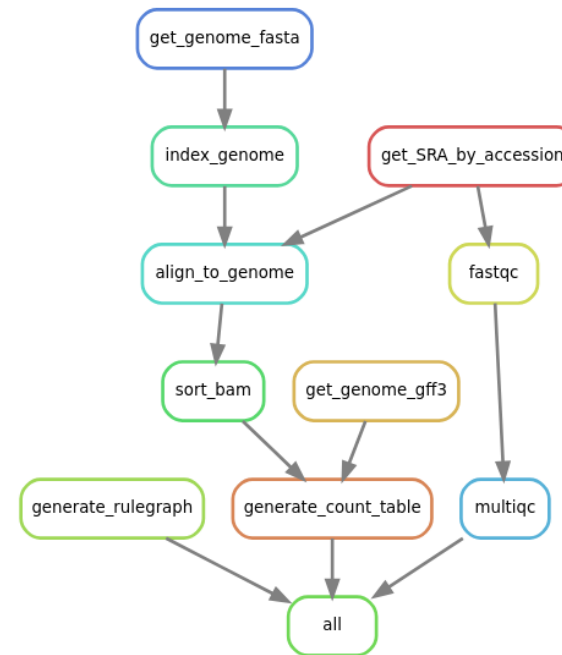 get_genome_fasta
index_genome
get_SRA_by_accession
align_to_genome
fastqc
sort_bam
get_genome_gff3
generate_rulegraph
generate_count_table
multiqc
all